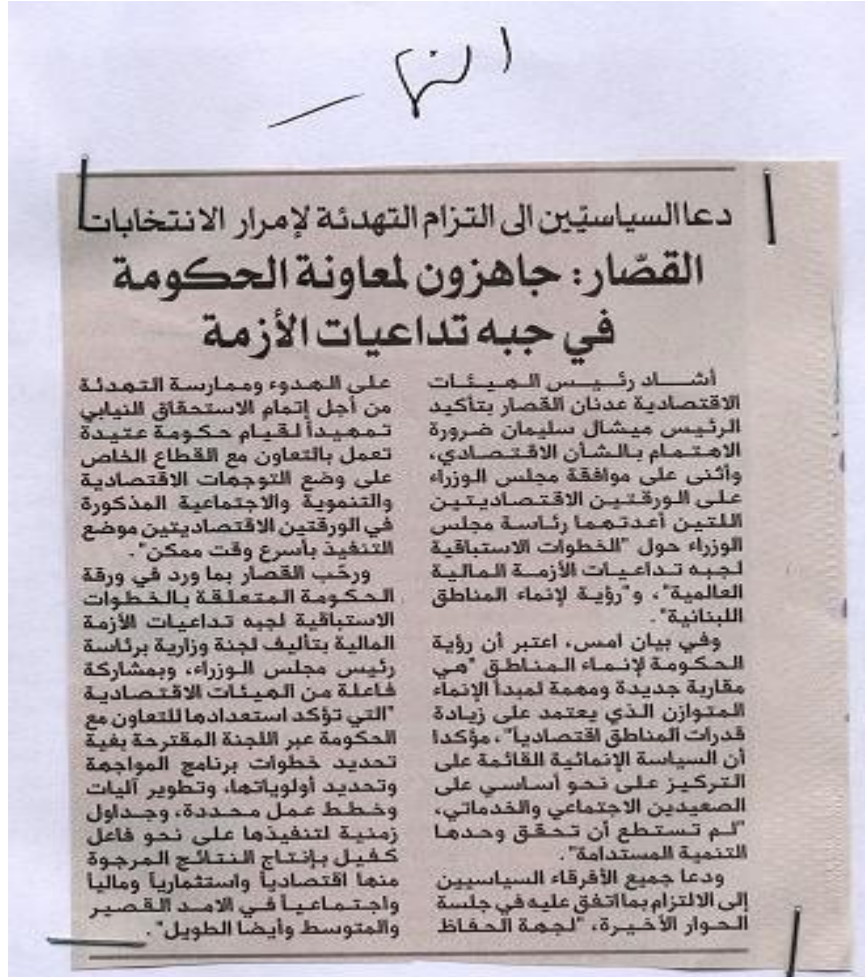 النهار
دعا السياسيّين الى التزام التهدئة لإمرار الانتخابات
القصّار: جاهزون لمعاونة الحكومة
في جبه تداعيات الأزمة
أشــاد رئيس الهيئات
الاقتصادية عدنان القصار بتأكيد
الرئيس ميشال سليمان ضرورة
الاهتمام بالشأن الاقتصادي،
وأثنى على موافقة مجلس الوزراء
على الورقتين الاقتصاديتين
اللتين أعدتهما رئاسة مجلس
الوزراء حول "الخطوات الاستباقية
لجبه تداعيات الأزمة المالية
العالمية"، و"رؤية لإنماء المناطق
اللبنانية".
وفي بيان امس، اعتبر أن رؤية
الحكومة لإنماء المناطق "هي
مقاربة جديدة ومهمة لمبدأ الإنماء
المتوازن الذي يعتمد على زيادة
قدرات المناطق اقتصادياً"، مؤكدا
أن السياسة الإنمائية القائمة على
التركيز على نحو أساسي على
الصعيدين الاجتماعي والخدماتي،
"لم تستطع أن تحقق وحدها
التنمية المستدامة".
ودعا جميع الأفرقاء السياسيين
إلى الالتزام بما اتفق عليه في جلسة
الحوار الأخيرة، "لجهة الحفاظ
على الهدوء وممارسة التهدئة
من أجل إتمام الاستحقاق النيابي
تمهيداً لقيام حكومة عتيدة
تعمل بالتعاون مع القطاع الخاص
على وضع التوجهات الاقتصادية
والتنموية والاجتماعية المذكورة
في الورقتين الاقتصاديتين موضع
التنفيذ بأسرع وقت ممكن".
ورحّب القصار بما ورد في ورقة
الحكومة المتعلقة بالخطوات
الاستباقية لجبه تداعيات الأزمة
المالية بتأليف لجنة وزارية برئاسة
رئيس مجلس الوزراء، وبمشاركة
فاعلة من الهيئات الاقتصادية
"التي تؤكد استعدادها للتعاون مع
الحكومة عبر اللجنة المقترحة بغية
تحديد خطوات برنامج المواجهة
وتحديد أولوياتها، وتطوير آليات
وخطط عمل محددة، وجداول
زمنية لتنفيذها على نحو فاعل
كفيل بإنتاج النتائج المرجوة
منها اقتصادياً واستثمارياً ومالياً
واجتماعياً في الامد القصير
والمتوسط وأيضا الطويل".